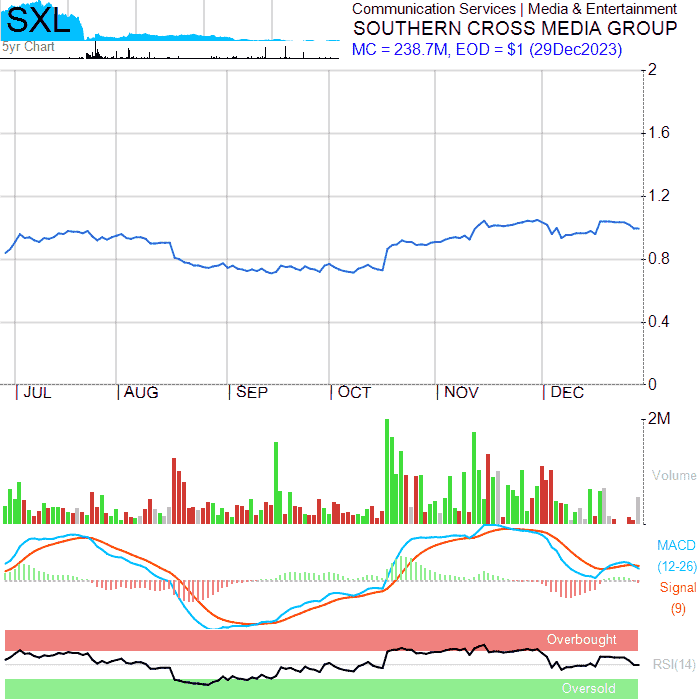 SXL
5yr Chart
Communication Services | Media & Entertainment
SOUTHERN CROSS MEDIA GROUP
MC = 238.7M, EOD = $1 (29Dec2023)
2
1.6
1.2
0.8
0.4
0
JUL AUG SEP OCT NOV DEC
2M
Volume
MACD
(12-26)
Signal
(9)
Overbought
RSI(14)
Oversold